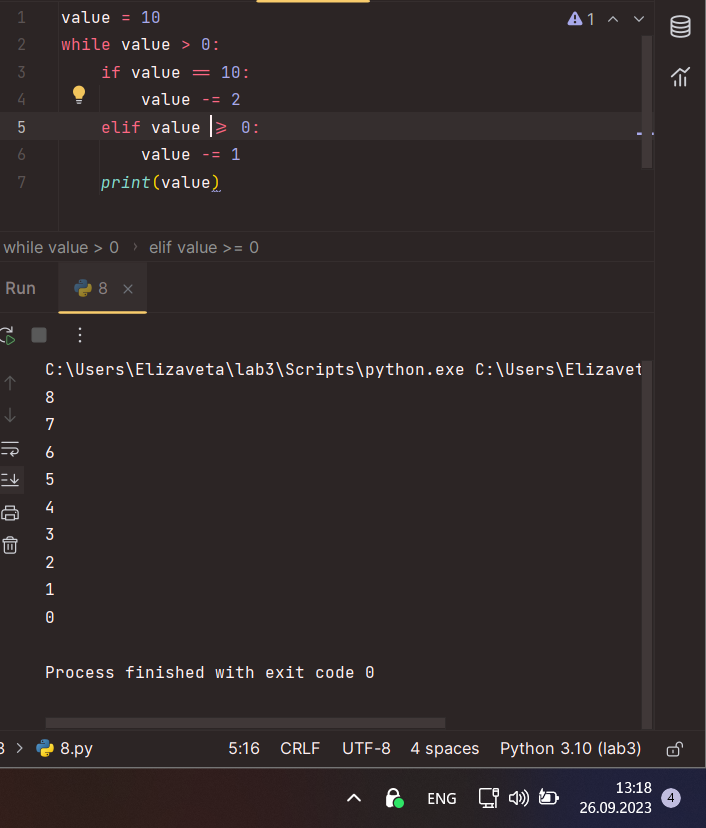 1 value = 10
2 while value > 0:
3 if value == 10:
4 value -= 2
5 elif value >= 0:
6 value -= 1
7 print(value)
1
while value > 0 › elif value >= 0
Run 8 ×
C:\Users\Elizaveta\lab3\Scripts\python.exe C:\Users\Elizavet
8
7
6
5
4
3
2
1
0
Process finished with exit code 0
8.py 5:16 CRLF UTF-8 4 spaces Python 3.10 (lab3)
ENG 13:18 4
26.09.2023